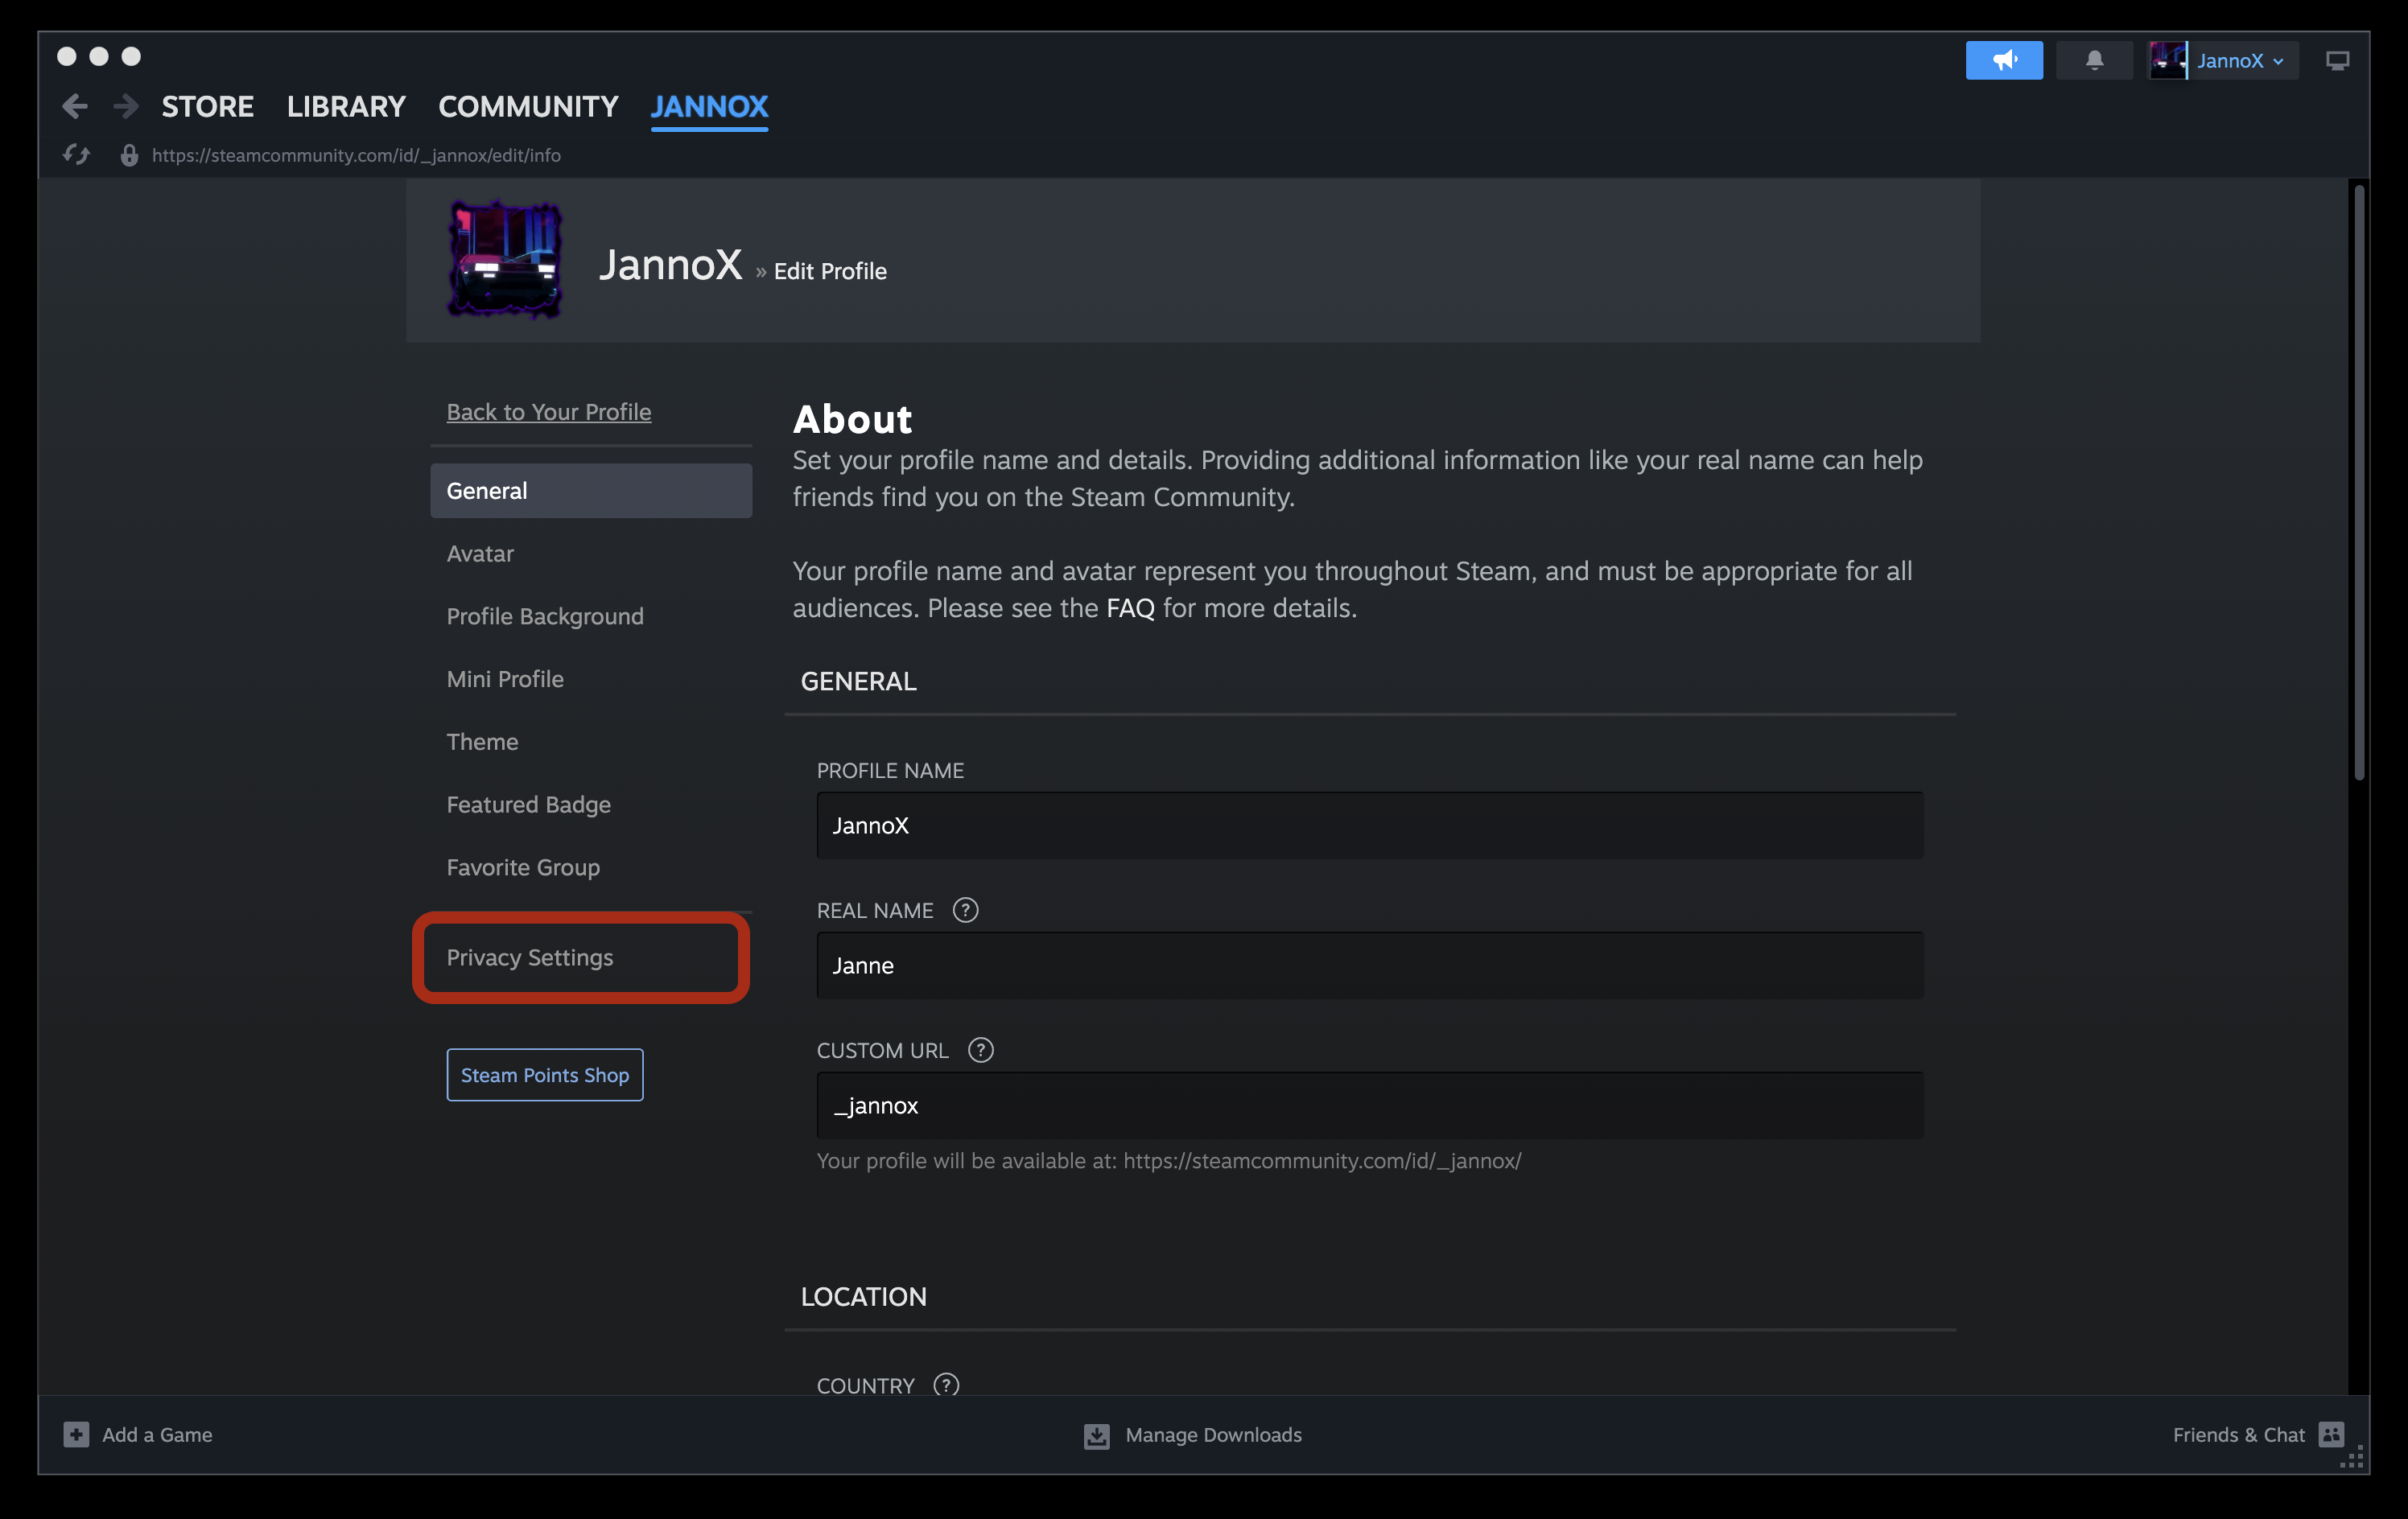 JannoX
STORE LIBRARY COMMUNITY JANNOX
https://steamcommunity.com/id/_jannox/edit/info
JannoX » Edit Profile
Back to Your Profile
General
Avatar
Profile Background
Mini Profile
Theme
Featured Badge
Favorite Group
Privacy Settings
Steam Points Shop
About
Set your profile name and details. Providing additional information like your real name can help
friends find you on the Steam Community.
Your profile name and avatar represent you throughout Steam, and must be appropriate for all
audiences. Please see the FAQ for more details.
GENERAL
PROFILE NAME
JannoX
REAL NAME ?
Janne
CUSTOM URL ?
_jannox
Your profile will be available at: https://steamcommunity.com/id/_jannox/
LOCATION
COUNTRY ?
Add a Game
Manage Downloads
Friends & Chat